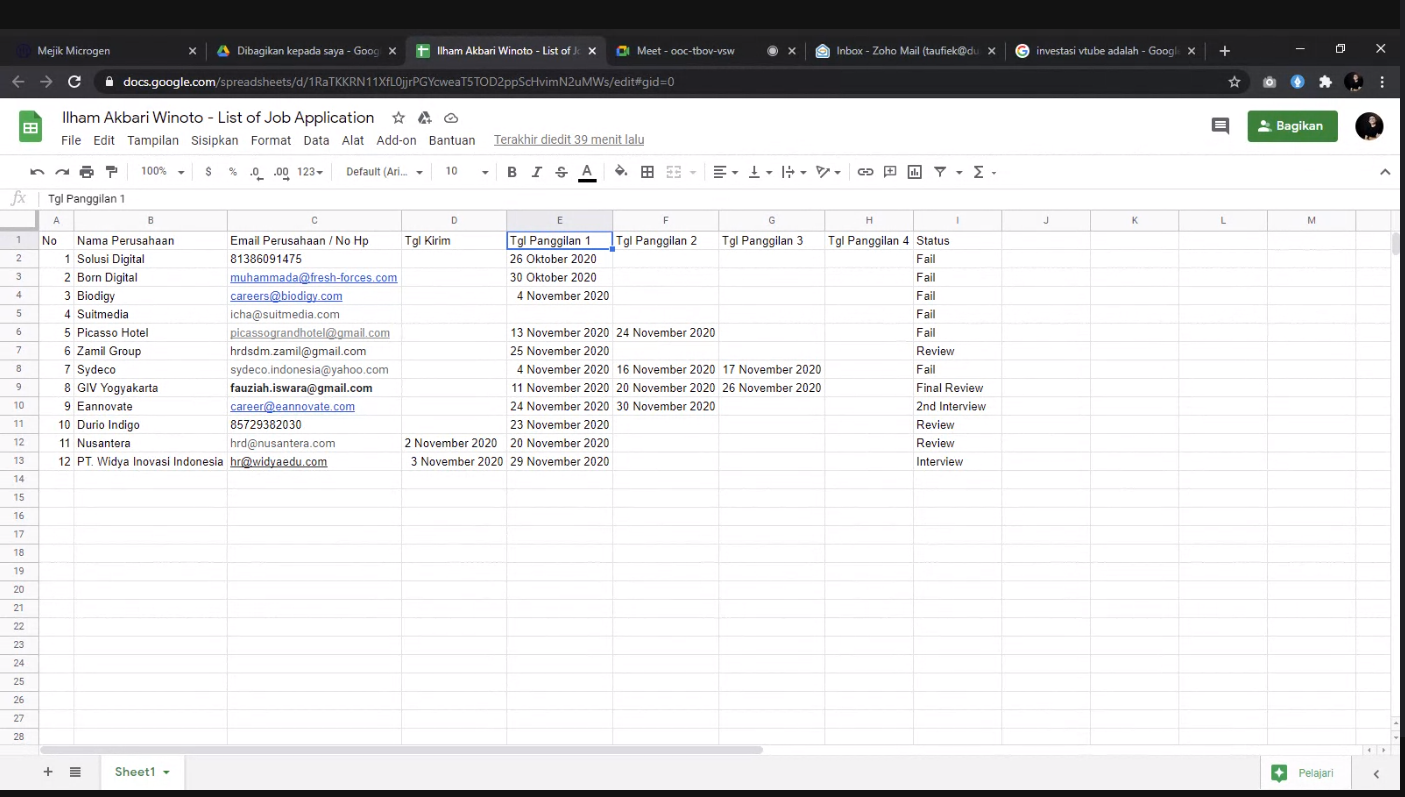 Mejik Microgen
Dibagikan kepada saya - Goog
Ilham Akbari Winoto - List of Jo
Meet - ooc-tbov-vsw
Inbox - Zoho Mail (taufiek@du
investasi vtube adalah - Google
docs.google.com/spreadsheets/d/1RaTKKRN11XfL0jjrPGYcweaT5TOD2ppScHvimN2uMWs/edit#gid=0
Ilham Akbari Winoto - List of Job Application
File Edit Tampilan Sisipkan Format Data Alat Add-on Bantuan Terakhir diedit 39 menit lalu
Bagikan
100% $ % .0 .00 123 Default (Ari... 10 B I S A Σ
fx Tgl Panggilan 1
A B C D E F G H I J K L M
1 No Nama Perusahaan Email Perusahaan / No Hp Tgl Kirim Tgl Panggilan 1 Tgl Panggilan 2 Tgl Panggilan 3 Tgl Panggilan 4 Status
2 1 Solusi Digital 81386091475 26 Oktober 2020 Fail
3 2 Born Digital muhammada@fresh-forces.com 30 Oktober 2020 Fail
4 3 Biodigy careers@biodigy.com 4 November 2020 Fail
5 4 Suitmedia icha@suitmedia.com Fail
6 5 Picasso Hotel picassograndhotel@gmail.com 13 November 2020 24 November 2020 Fail
7 6 Zamil Group hrdsdm.zamil@gmail.com 25 November 2020 Review
8 7 Sydeco sydeco.indonesia@yahoo.com 4 November 2020 16 November 2020 17 November 2020 Fail
9 8 GIV Yogyakarta fauziah.iswara@gmail.com 11 November 2020 20 November 2020 26 November 2020 Final Review
10 9 Eannovate career@eannovate.com 24 November 2020 30 November 2020 2nd Interview
11 10 Durio Indigo 85729382030 23 November 2020 Review
12 11 Nusantera hrd@nusantera.com 2 November 2020 20 November 2020 Review
13 12 PT. Widya Inovasi Indonesia hr@widyaedu.com 3 November 2020 29 November 2020 Interview
14
15
16
17
18
19
20
21
22
23
24
25
26
27
28
Sheet1
Pelajari